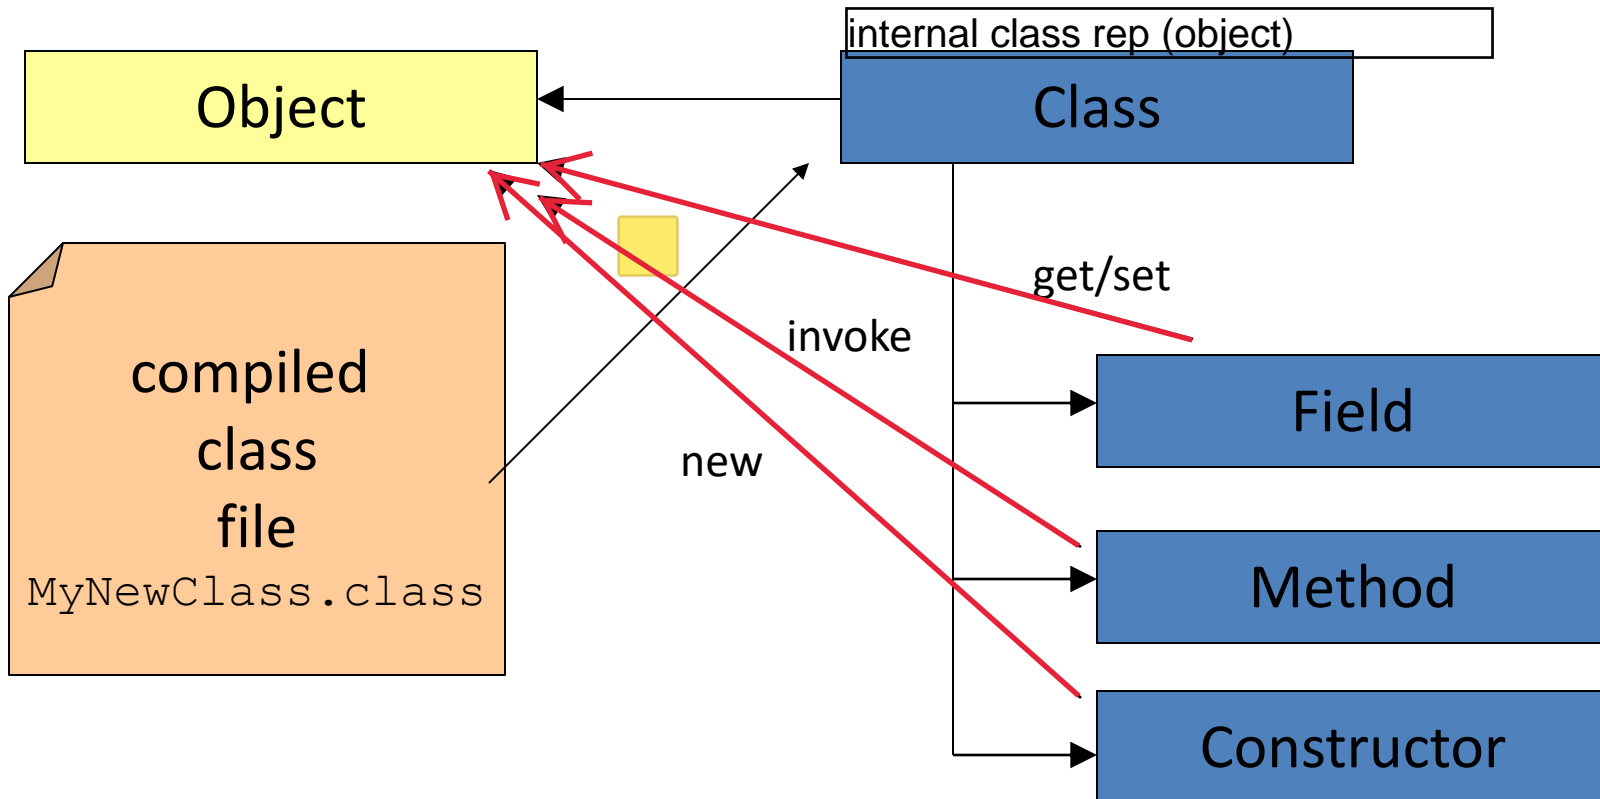 internal class rep (object)
Object
Class
get/set
invoke
compiled
class
file
MyNewClass.class
new
Field
Method
Constructor